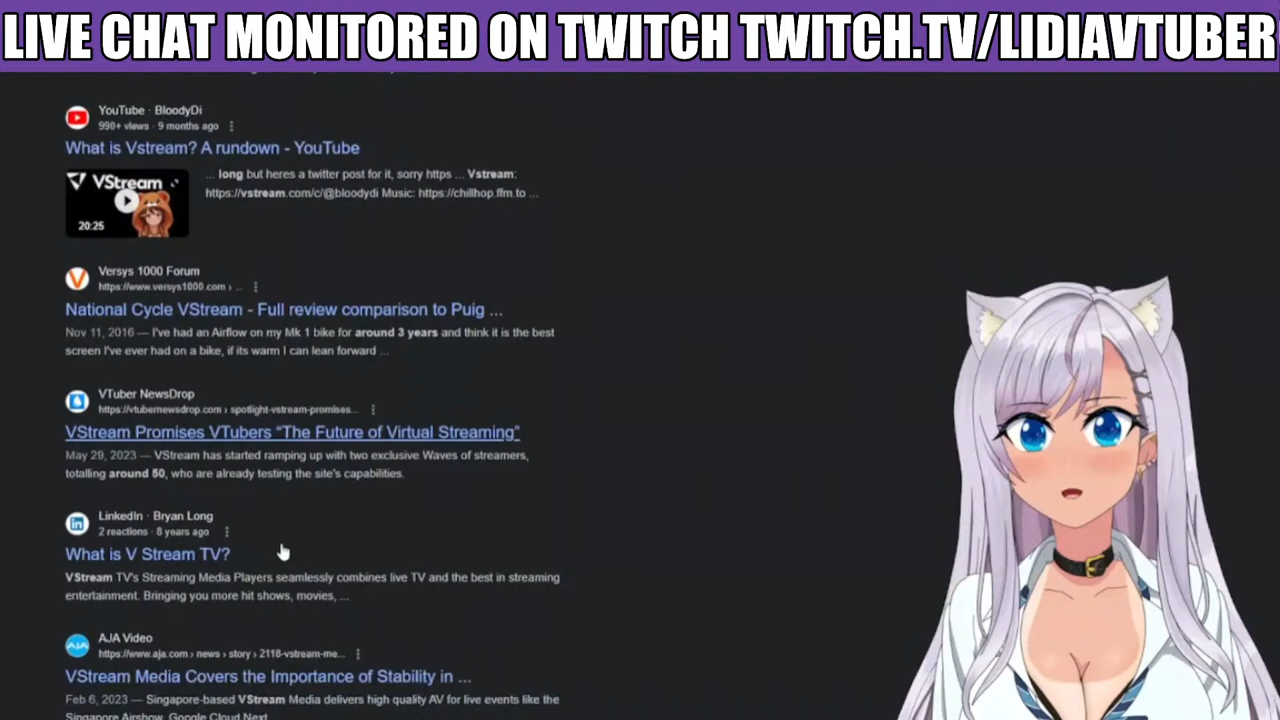 LIVE CHAT MONITORED ON TWITCH TWITCH.TV/LIDIAVTUBER
YouTube · BloodyDi
990+ views · 9 months ago
What is Vstream? A rundown - YouTube
... long but heres a twitter post for it, sorry https ... Vstream:
https://vstream.com/c/@bloodydi Music: https://chillhop.ffm.to ...
VStream
20:25
Versys 1000 Forum
https://www.versys1000.com › ...
National Cycle VStream - Full review comparison to Puig ...
Nov 11, 2016 — I've had an Airflow on my Mk 1 bike for around 3 years and think it is the best
screen I've ever had on a bike, if its warm I can lean forward ...
VTuber NewsDrop
https://vtubernewsdrop.com › spotlight-vstream-promises...
VStream Promises VTubers “The Future of Virtual Streaming”
May 29, 2023 — VStream has started ramping up with two exclusive Waves of streamers,
totalling around 50, who are already testing the site's capabilities.
LinkedIn · Bryan Long
2 reactions · 8 years ago
What is V Stream TV?
VStream TV's Streaming Media Players seamlessly combines live TV and the best in streaming
entertainment. Bringing you more hit shows, movies, ...
AJA Video
https://www.aja.com › news › story › 2118-vstream-me...
VStream Media Covers the Importance of Stability in ...
Feb 6, 2023 — Singapore-based VStream Media delivers high quality AV for live events like the
Singapore Airshow, Google Cloud Next